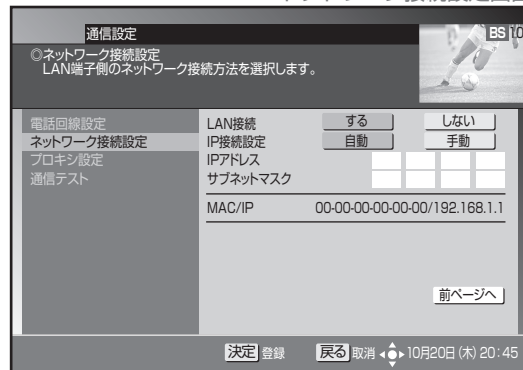 通信設定
BS 10
◎ネットワーク接続設定
LAN端子側のネットワーク接続方法を選択します。
電話回線設定
ネットワーク接続設定
プロキシ設定
通信テスト
LAN接続 する しない
IP接続設定 自動 手動
IPアドレス
サブネットマスク
MAC/IP 00-00-00-00-00-00/192.168.1.1
前ページへ
決定 登録 戻る 取消 10月20日(木) 20:45